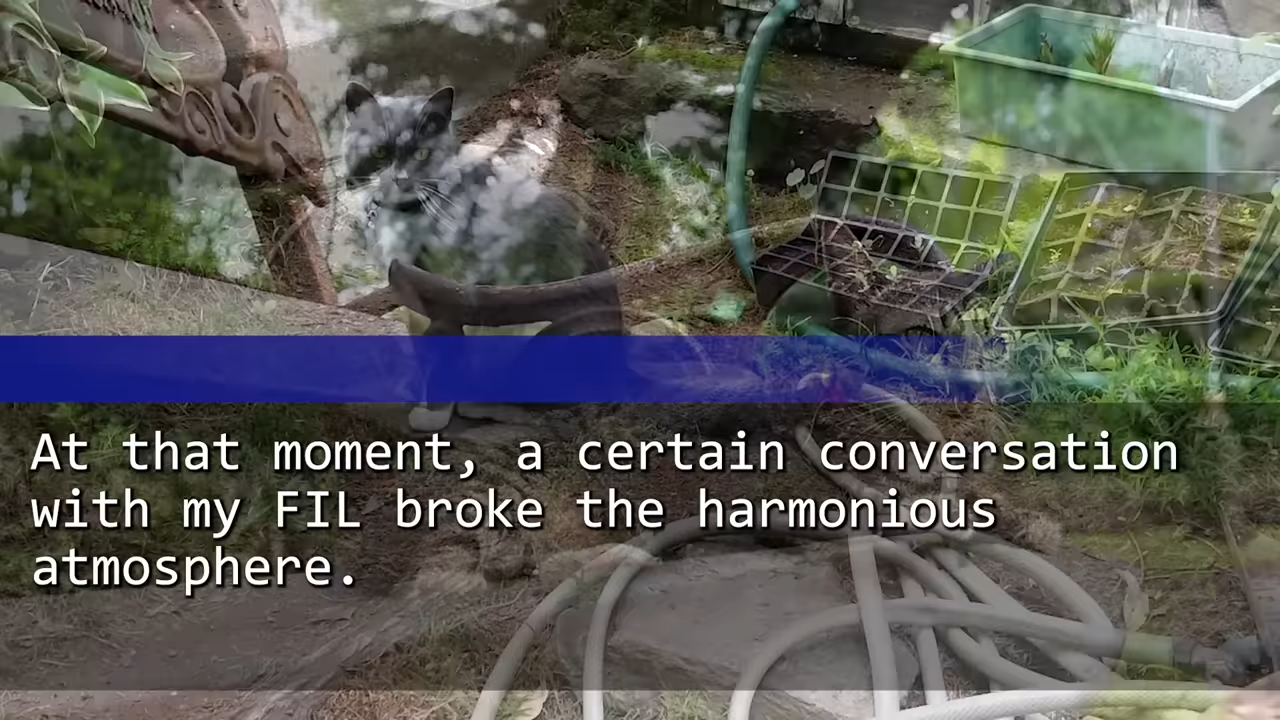 At that moment, a certain conversation
with my FIL broke the harmonious
atmosphere.